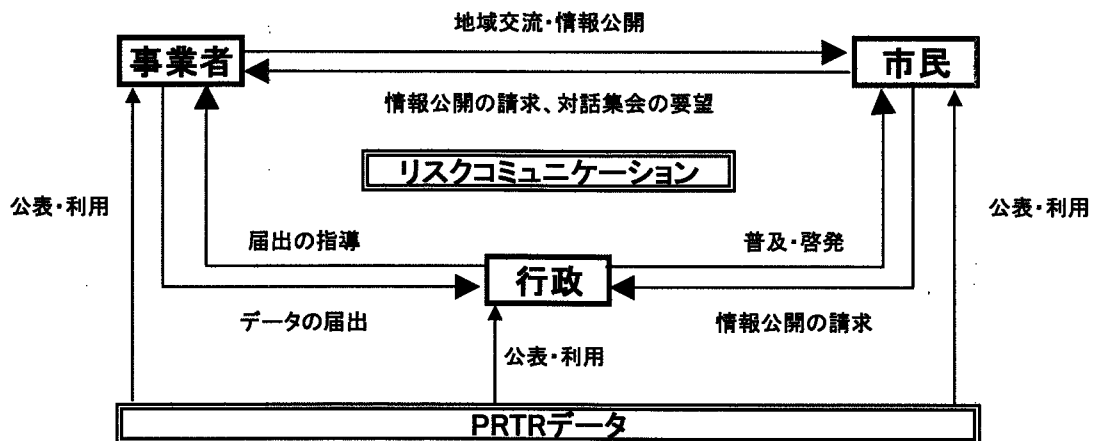 地域交流・情報公開
事業者
市民
情報公開の請求、対話集会の要望
リスクコミュニケーション
公表・利用
公表・利用
届出の指導
普及・啓発
行政
データの届出
情報公開の請求
公表・利用
PRTRデータ